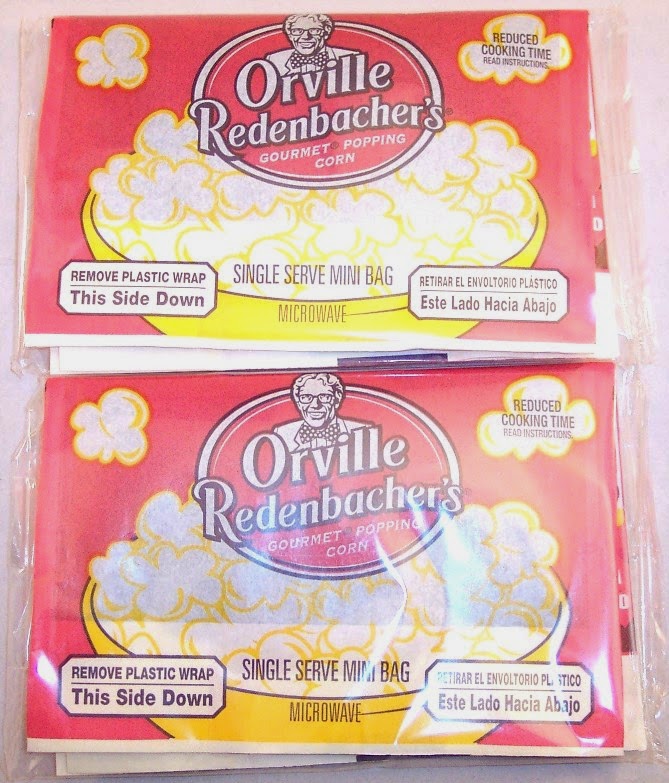 REDUCED
COOKING TIME
READ INSTRUCTIONS.
Orville
Redenbacher's
GOURMET® POPPING
CORN
REMOVE PLASTIC WRAP
This Side Down
SINGLE SERVE MINI BAG
MICROWAVE
RETIRAR EL ENVOLTORIO PLÁSTICO
Este Lado Hacia Abajo
REDUCED
COOKING TIME
READ INSTRUCTIONS.
Orville
Redenbacher's
GOURMET® POPPING
CORN
REMOVE PLASTIC WRAP
This Side Down
SINGLE SERVE MINI BAG
MICROWAVE
RETIRAR EL ENVOLTORIO PLÁSTICO
Este Lado Hacia Abajo